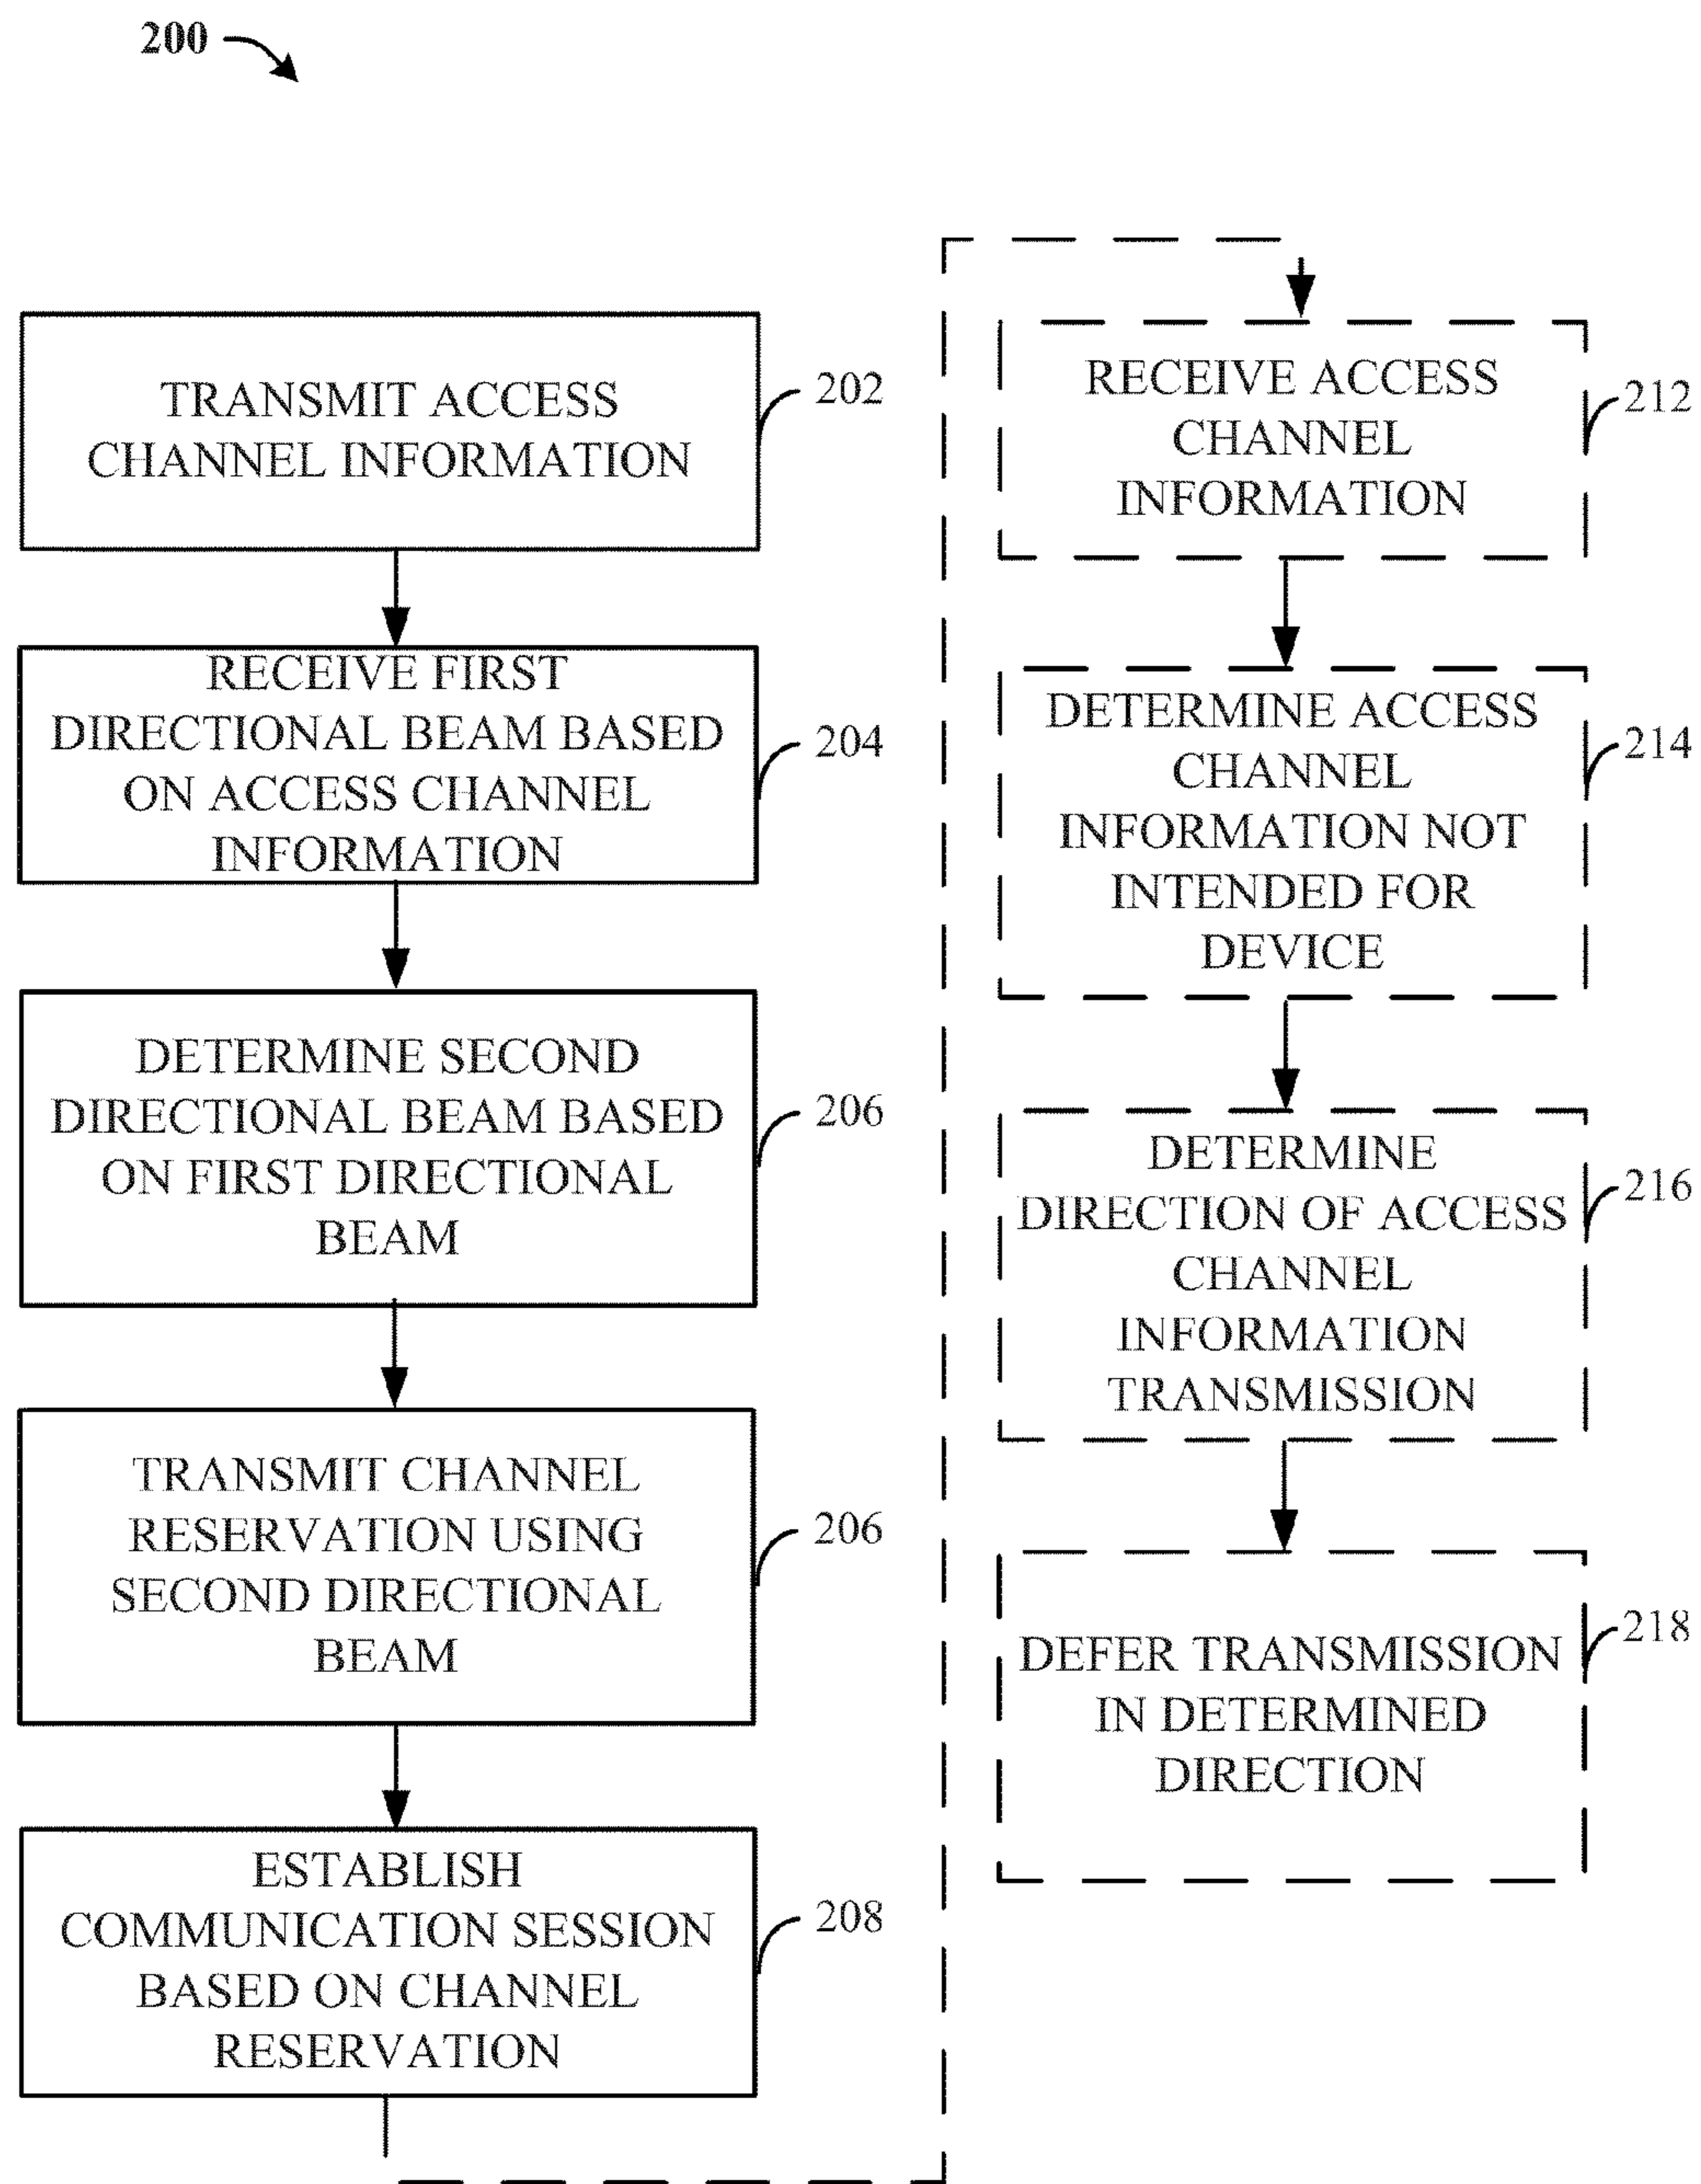 200
TRANSMIT ACCESS
CHANNEL INFORMATION
202
RECEIVE FIRST
DIRECTIONAL BEAM BASED
ON ACCESS CHANNEL
INFORMATION
204
DETERMINE SECOND
DIRECTIONAL BEAM BASED
ON FIRST DIRECTIONAL
BEAM
206
TRANSMIT CHANNEL
RESERVATION USING
SECOND DIRECTIONAL
BEAM
206
ESTABLISH
COMMUNICATION SESSION
BASED ON CHANNEL
RESERVATION
208
RECEIVE ACCESS
CHANNEL
INFORMATION
212
DETERMINE ACCESS
CHANNEL
INFORMATION NOT
INTENDED FOR
DEVICE
214
DETERMINE
DIRECTION OF ACCESS
CHANNEL
INFORMATION
TRANSMISSION
216
DEFER TRANSMISSION
IN DETERMINED
DIRECTION
218